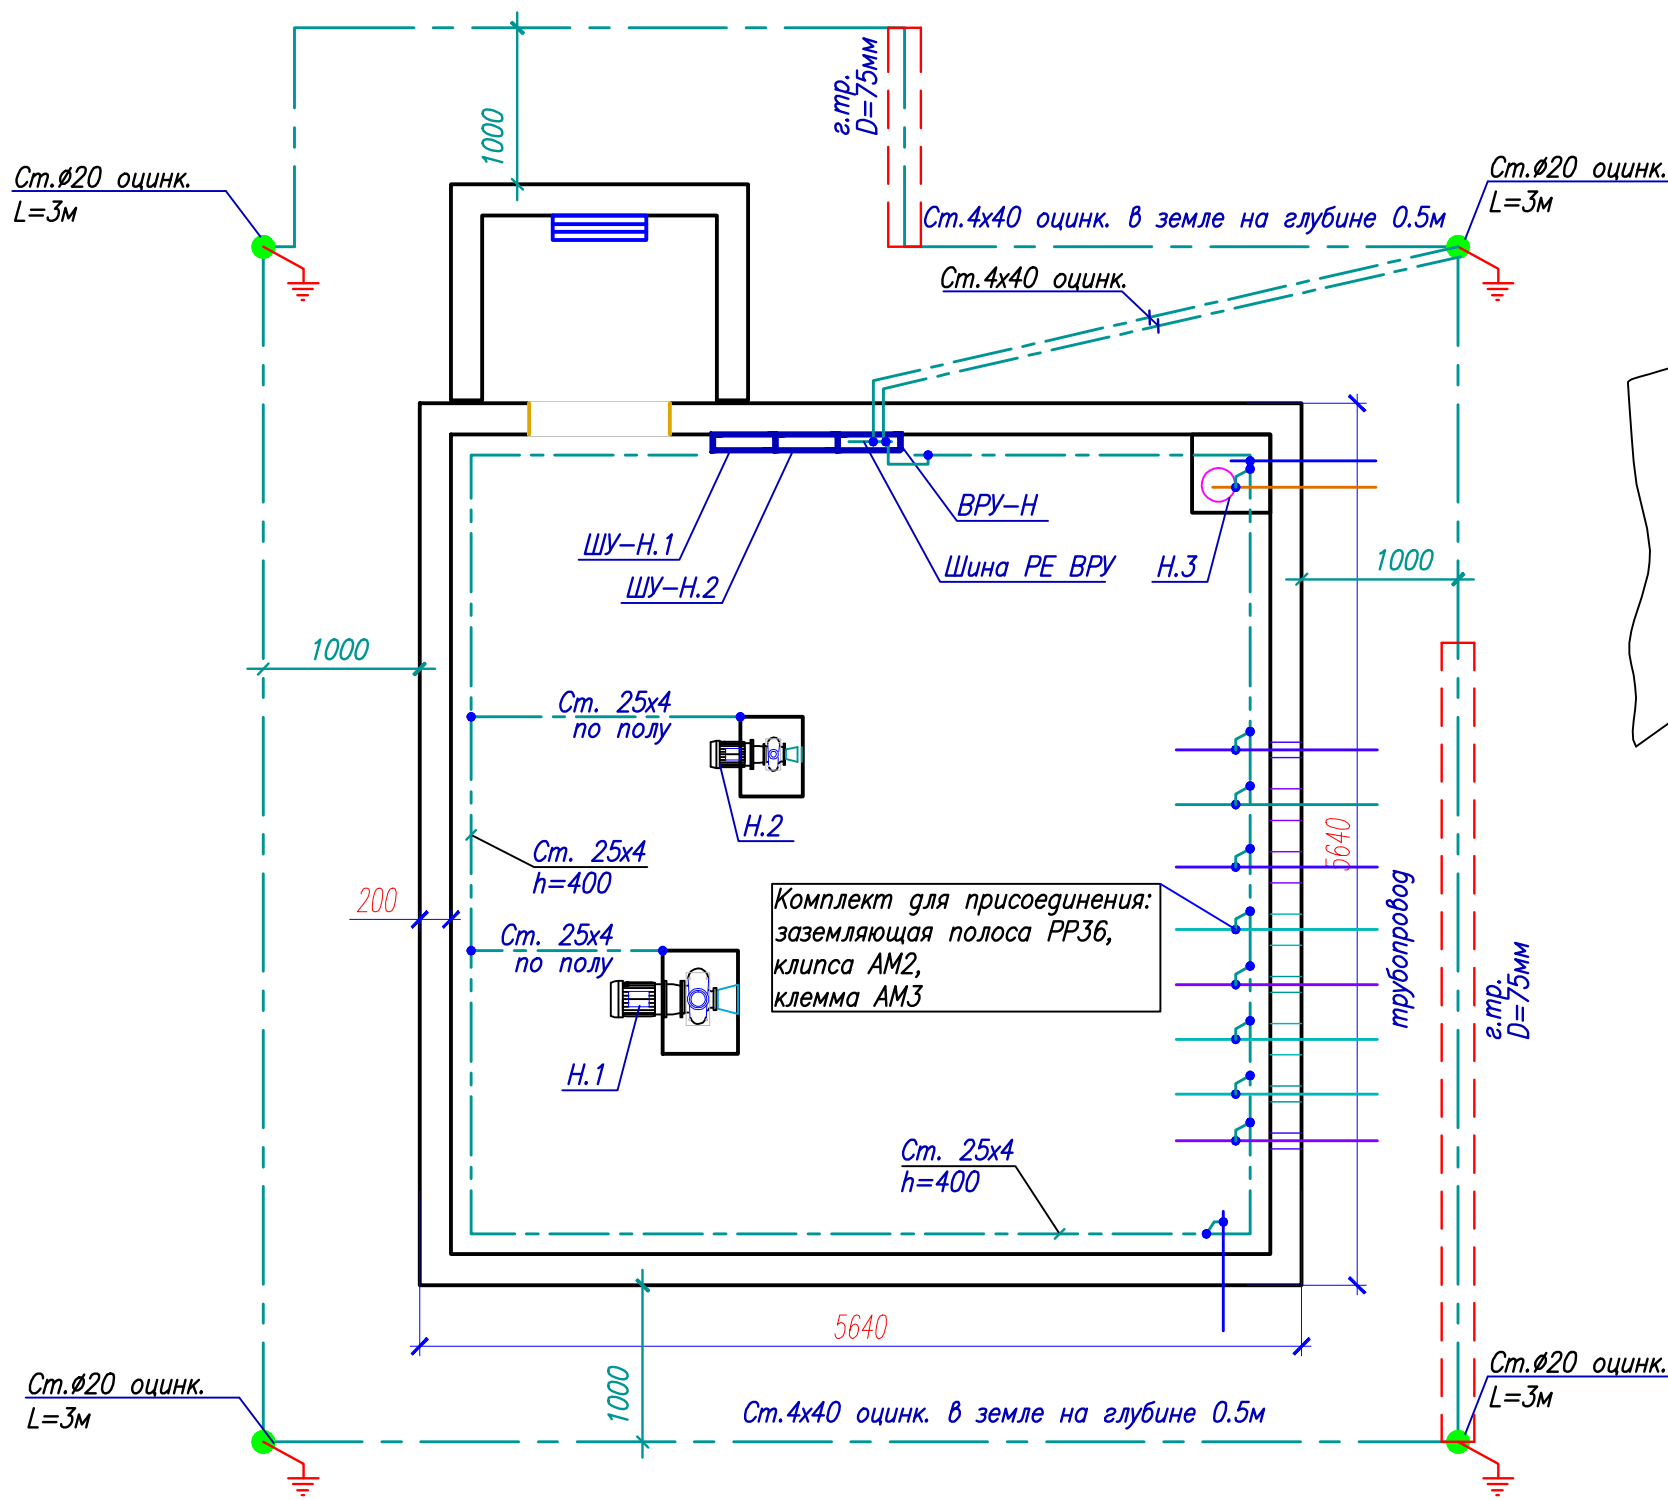 г.тр.
D=75мм
1000
Ст.ø20 оцинк.
L=3м
Ст.ø20 оцинк.
L=3м
Ст.4х40 оцинк. в земле на глубине 0.5м
Ст.4х40 оцинк.
ВРУ-Н
ШУ-Н.1
Шина РЕ ВРУ
Н.3
1000
ШУ-Н.2
1000
Ст. 25х4
по полу
Н.2
5640
Ст. 25х4
h=400
200
Ст. 25х4
по полу
Комплект для присоединения:
заземляющая полоса РР36,
клипса АМ2,
клемма АМ3
трубопровод
г.тр.
D=75мм
Н.1
Ст. 25х4
h=400
5640
1000
Ст.ø20 оцинк.
L=3м
Ст.4х40 оцинк. в земле на глубине 0.5м
Ст.ø20 оцинк.
L=3м